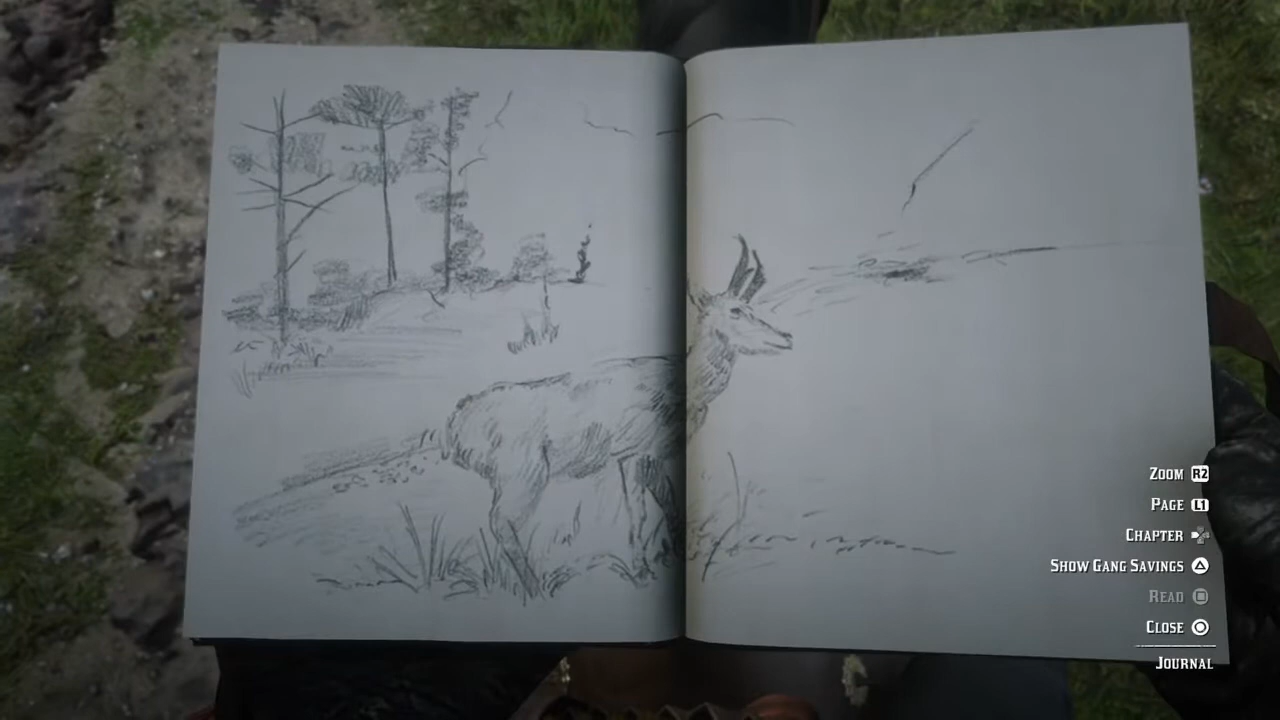 Zoom R2
Page L1
Chapter
Show Gang Savings
Read
Close
Journal